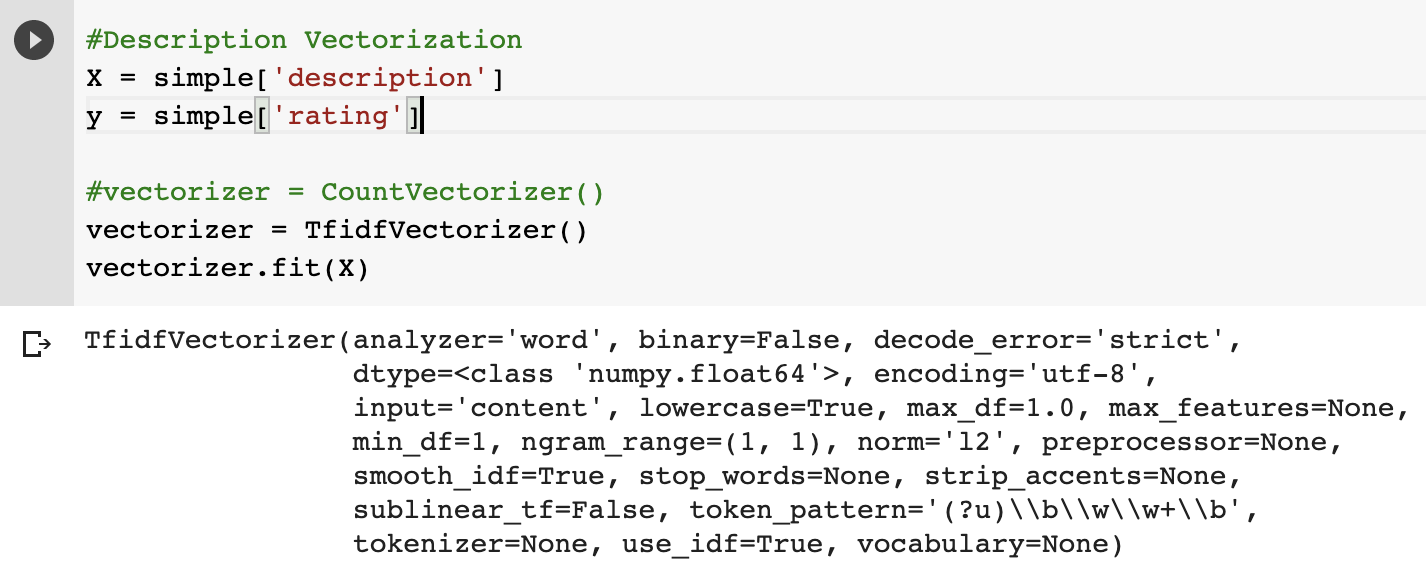 #Description Vectorization
X = simple['description']
y = simple['rating']
#vectorizer = CountVectorizer()
vectorizer = TfidfVectorizer()
vectorizer.fit(X)
TfidfVectorizer(analyzer='word', binary=False, decode_error='strict',
dtype=<class 'numpy.float64'>, encoding='utf-8',
input='content', lowercase=True, max_df=1.0, max_features=None,
min_df=1, ngram_range=(1, 1), norm='l2', preprocessor=None,
smooth_idf=True, stop_words=None, strip_accents=None,
sublinear_tf=False, token_pattern='(?u)\\b\\w\\w+\\b',
tokenizer=None, use_idf=True, vocabulary=None)